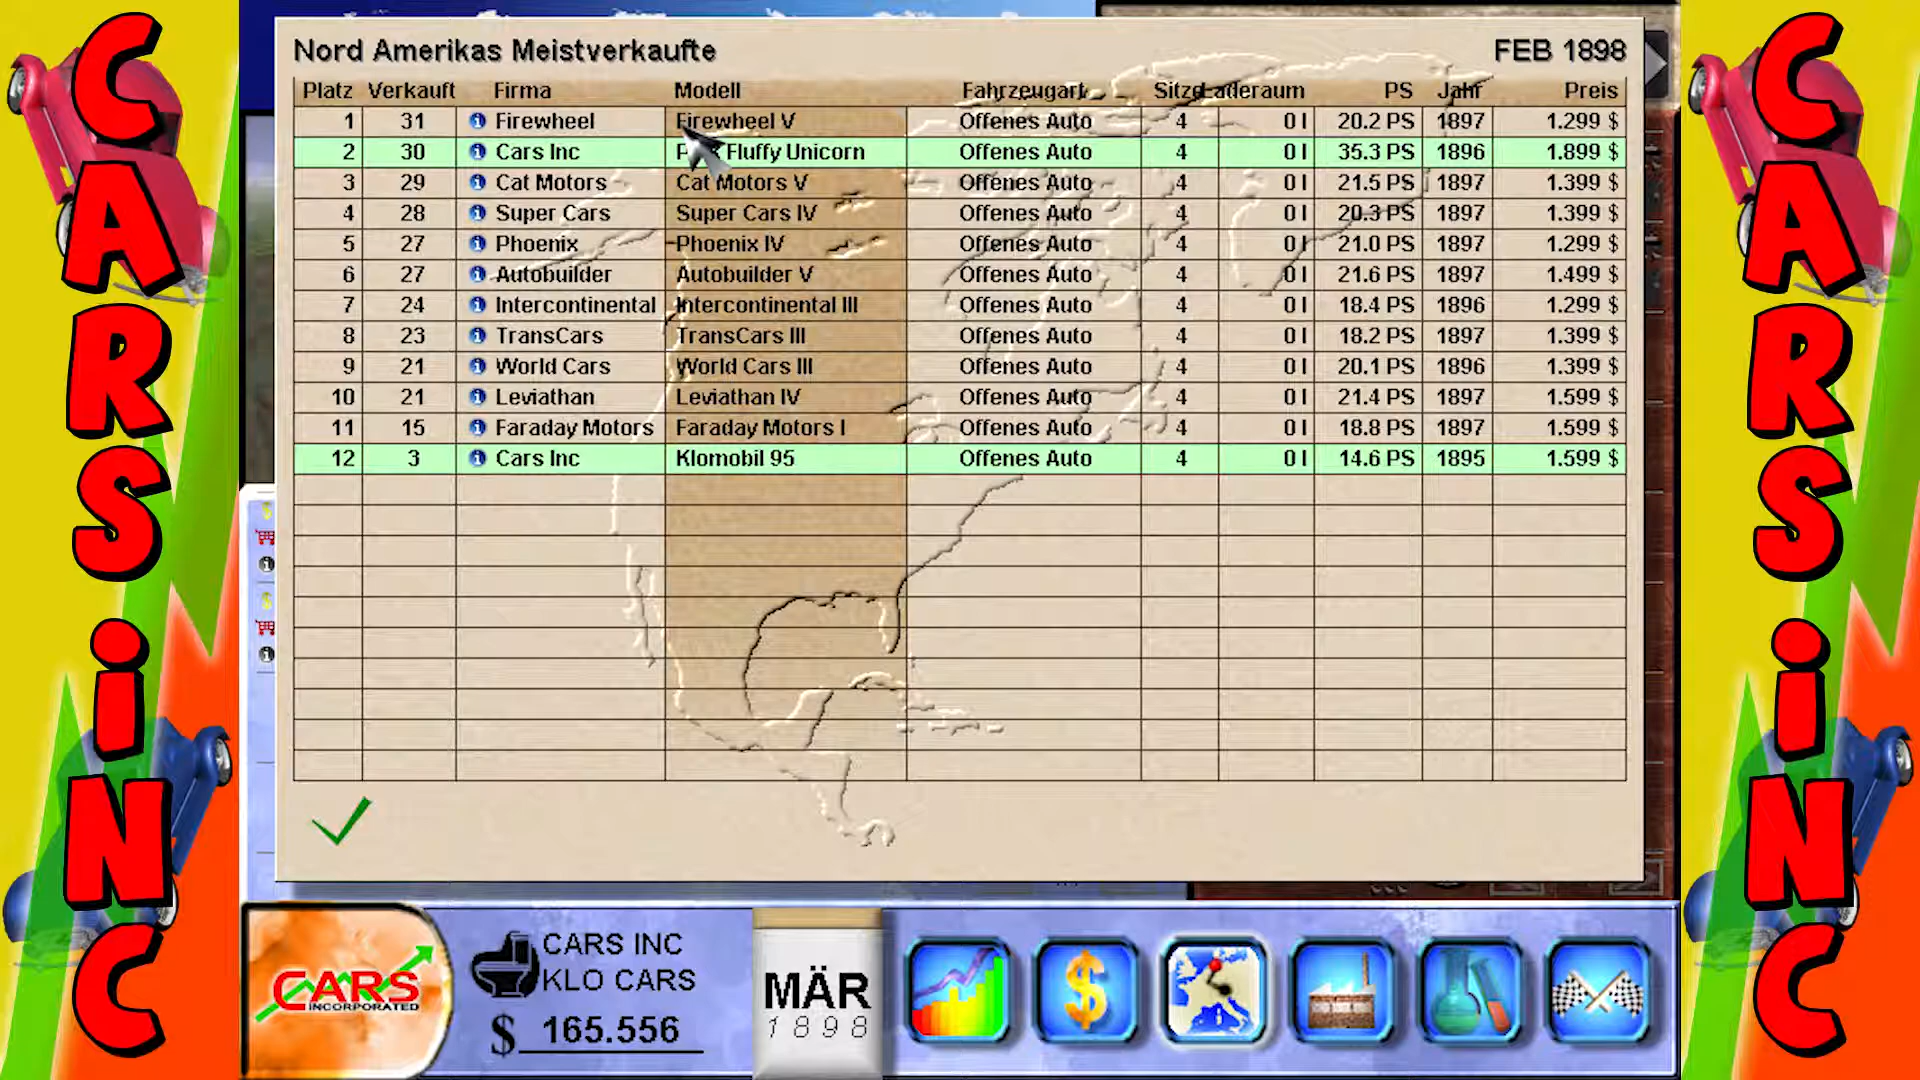 CARS iNC
Nord Amerikas Meistverkaufte FEB 1898
Platz Verkauft Firma Modell Fahrzeugart Sitze Laderaum PS Jahr Preis
1 31 Firewheel Firewheel V Offenes Auto 4 0 l 20.2 PS 1897 1.299 $
2 30 Cars Inc Fluffy Unicorn Offenes Auto 4 0 l 35.3 PS 1896 1.899 $
3 29 Cat Motors Cat Motors V Offenes Auto 4 0 l 21.5 PS 1897 1.399 $
4 28 Super Cars Super Cars IV Offenes Auto 4 0 l 20.3 PS 1897 1.399 $
5 27 Phoenix Phoenix IV Offenes Auto 4 0 l 21.0 PS 1897 1.299 $
6 27 Autobuilder Autobuilder V Offenes Auto 4 0 l 21.6 PS 1897 1.499 $
7 24 Intercontinental Intercontinental III Offenes Auto 4 0 l 18.4 PS 1896 1.299 $
8 23 TransCars TransCars III Offenes Auto 4 0 l 18.2 PS 1897 1.399 $
9 21 World Cars World Cars III Offenes Auto 4 0 l 20.1 PS 1896 1.399 $
10 21 Leviathan Leviathan IV Offenes Auto 4 0 l 21.4 PS 1897 1.599 $
11 15 Faraday Motors Faraday Motors I Offenes Auto 4 0 l 18.8 PS 1897 1.599 $
12 3 Cars Inc Klomobil 95 Offenes Auto 4 0 l 14.6 PS 1895 1.599 $
CARS
INCORPORATED
CARS INC
KLO CARS
$ 165.556
MÄR
1898
CARS iNC